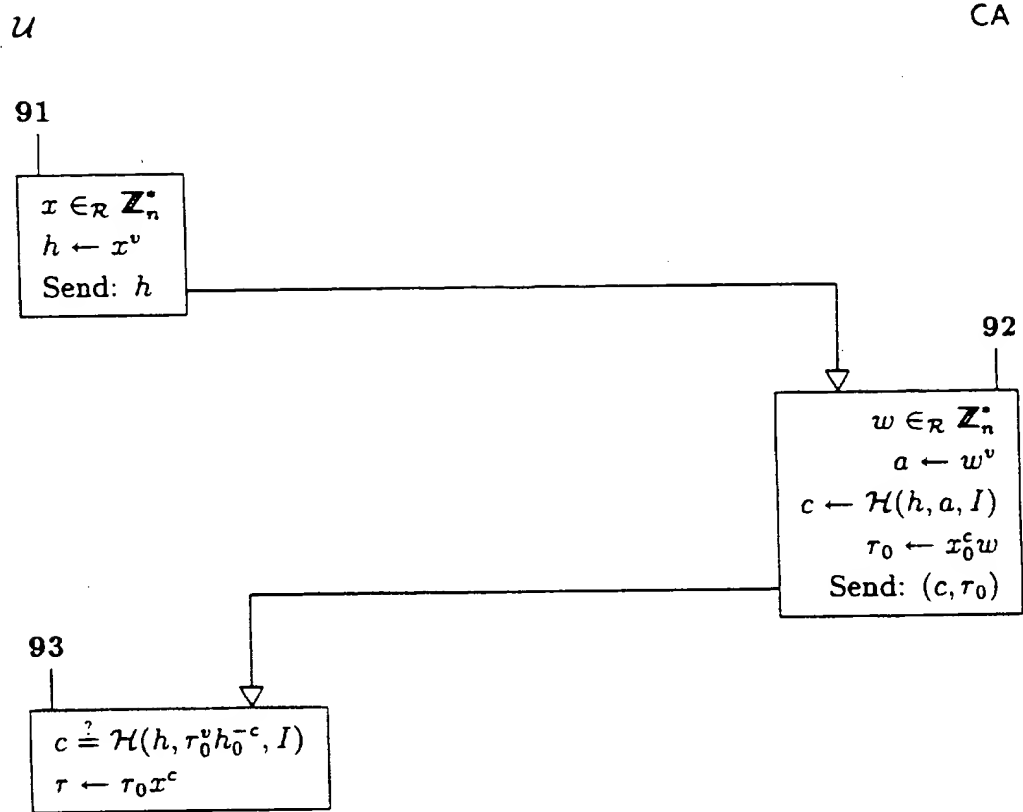 𝒰
CA
91
x ∈_ℛ ℤ*_n
h ← x^v
Send: h
92
w ∈_ℛ ℤ*_n
a ← w^v
c ← ℋ(h, a, I)
r_0 ← x_0^c w
Send: (c, r_0)
93
c ≟ ℋ(h, r_0^v h_0^{-c}, I)
r ← r_0 x^c